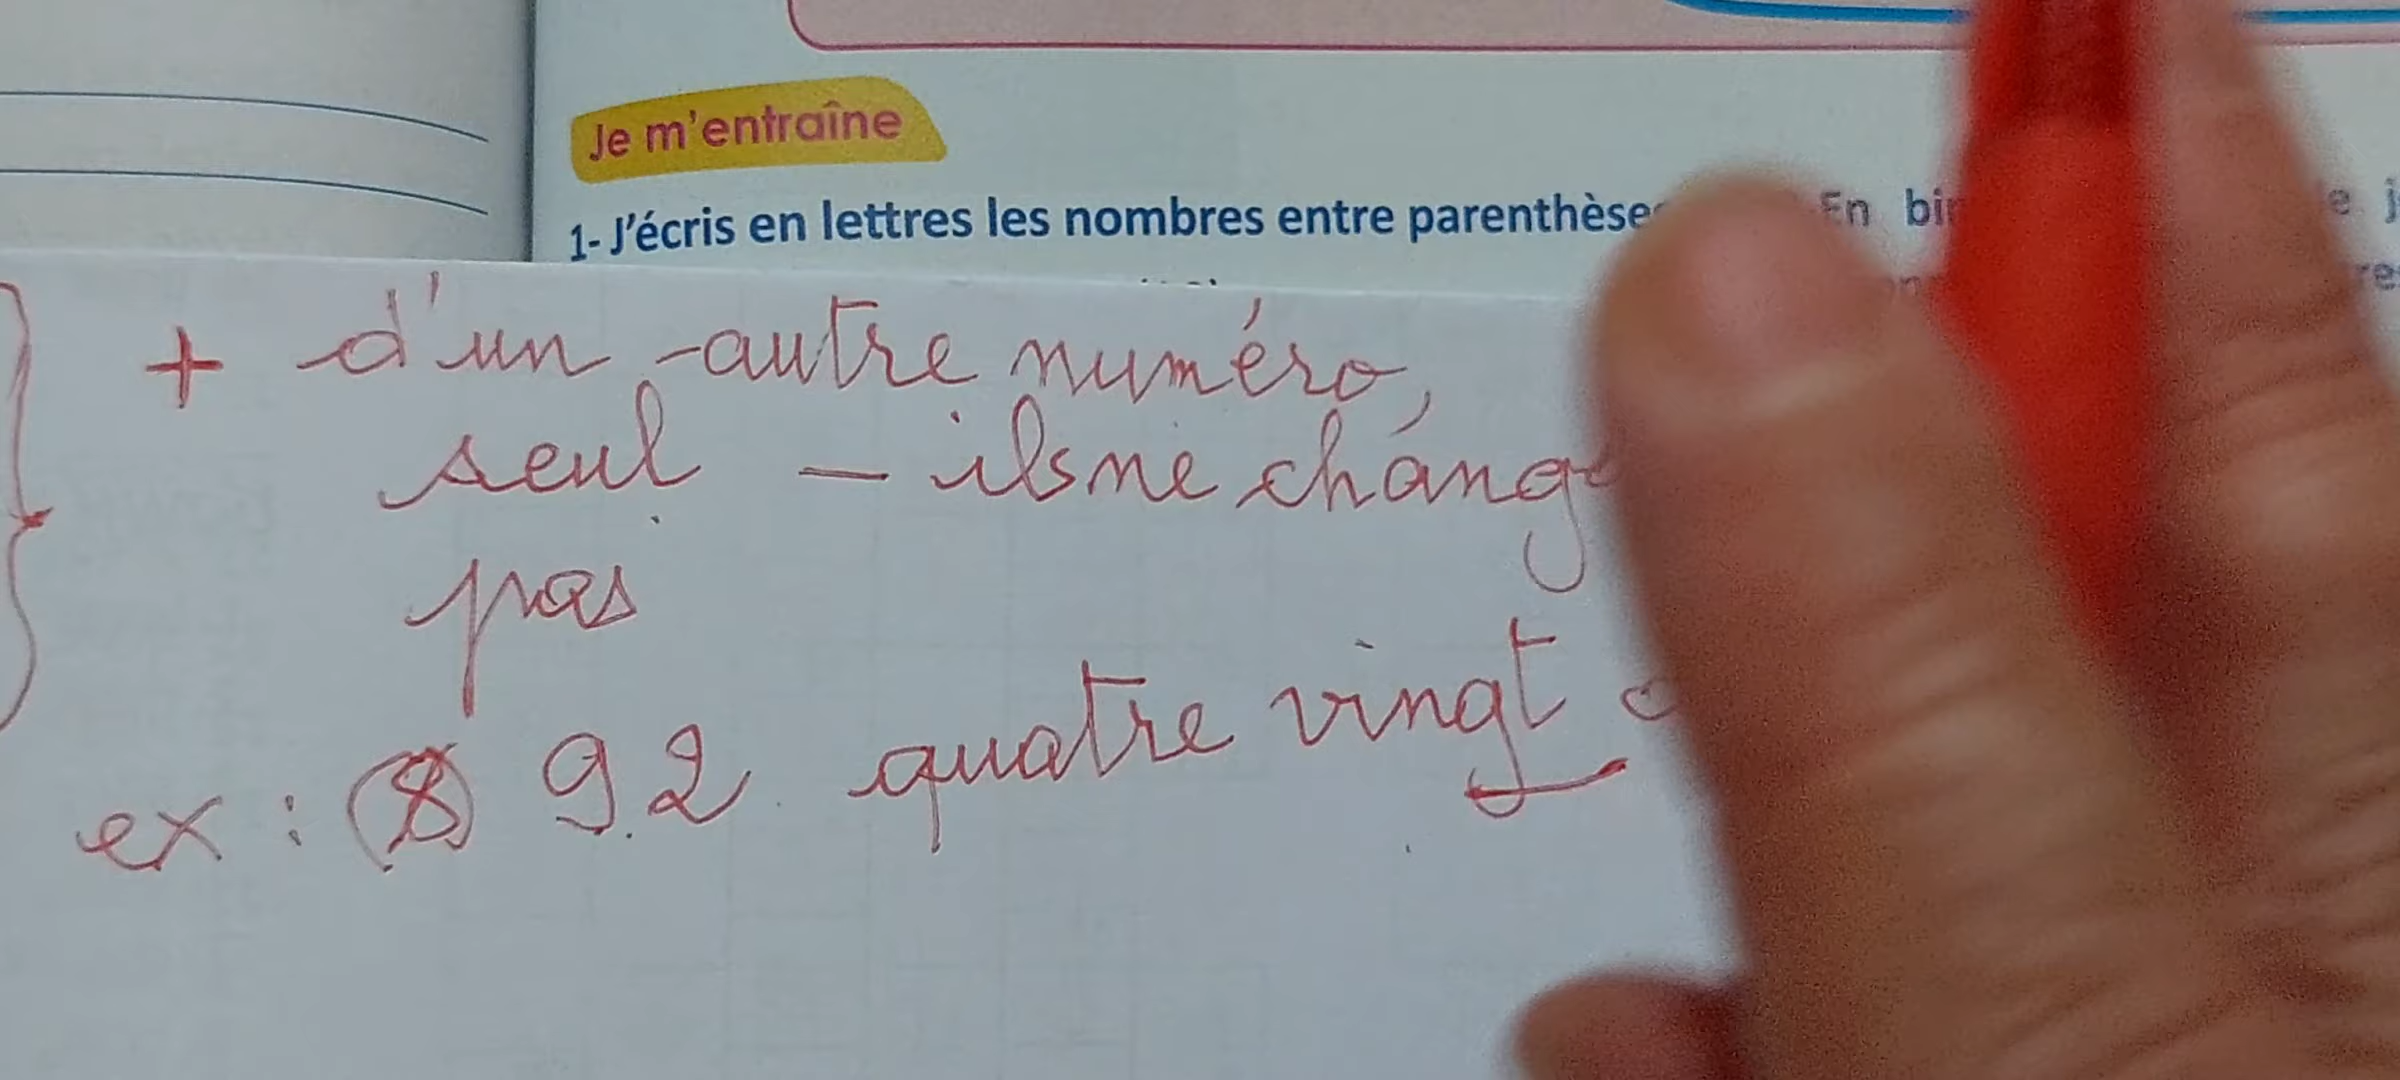 Je m'entraîne
1- J'écris en lettres les nombres entre parenthèses En
+ d'un autre numéro,
seul - ils ne chang
pas
ex : 8 92 quatre vingt